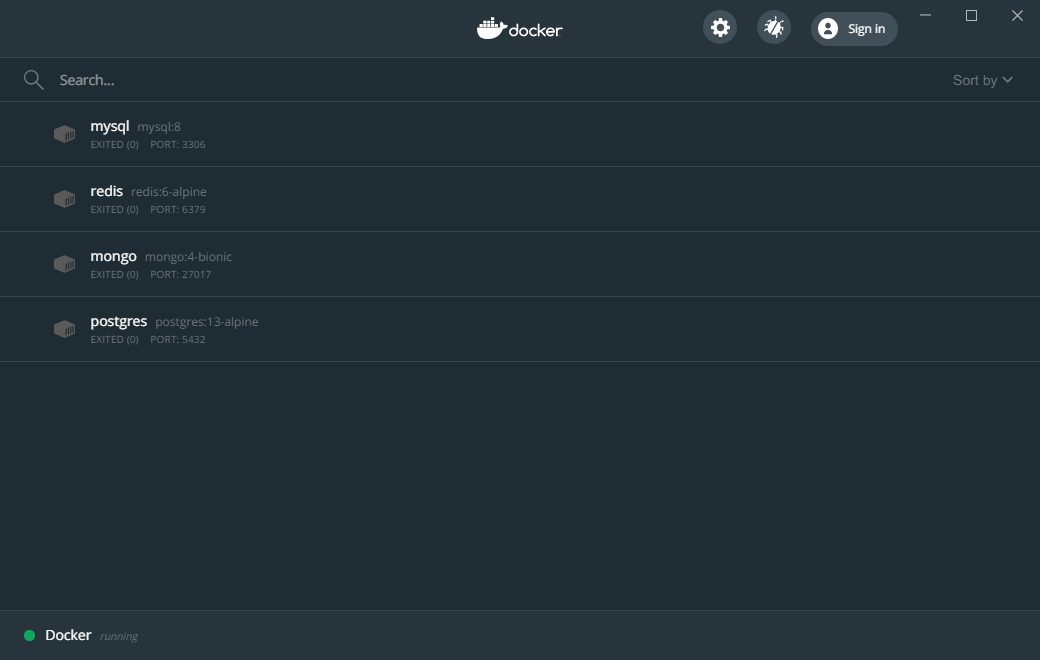 docker
Sign in
Search...
Sort by
mysql mysql:8
EXITED (0) PORT: 3306
redis redis:6-alpine
EXITED (0) PORT: 6379
mongo mongo:4-bionic
EXITED (0) PORT: 27017
postgres postgres:13-alpine
EXITED (0) PORT: 5432
Docker running